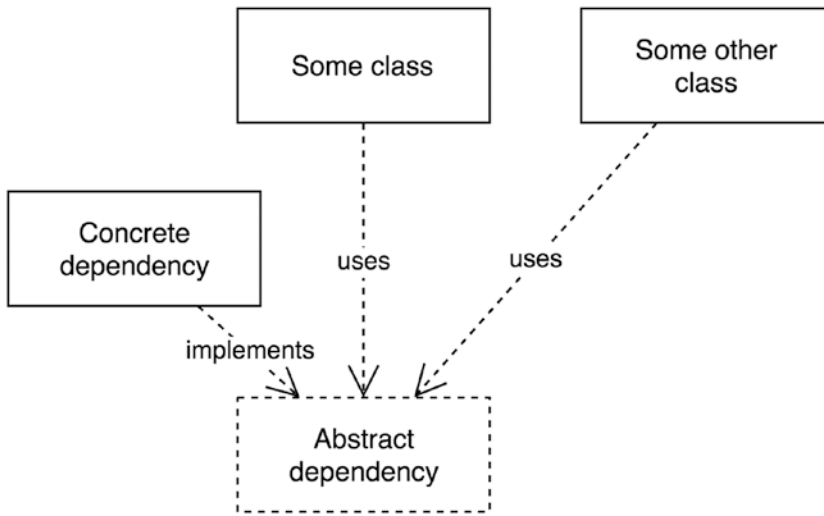 Some class
Some other
class
Concrete
dependency
uses
uses
implements
Abstract
dependency